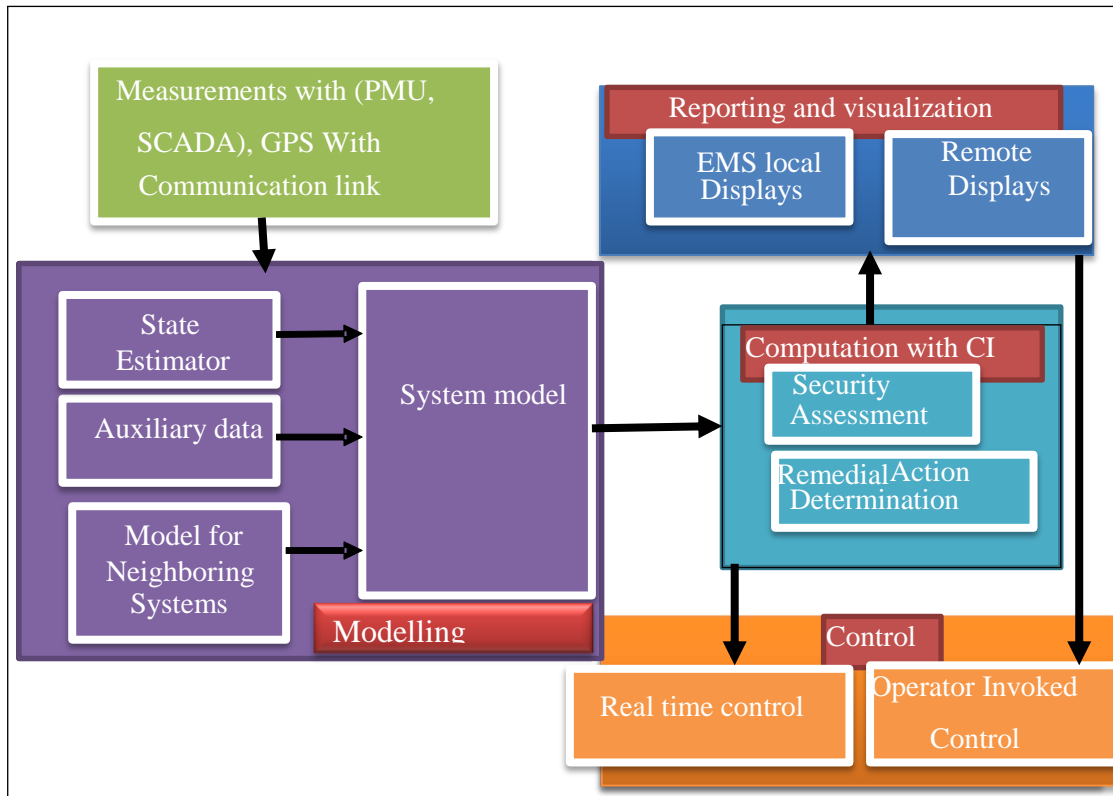 Measurements with (PMU,
SCADA), GPS With
Communication link
State
Estimator
Auxiliary data
Model for
Neighboring
Systems
System model
Modelling
Reporting and visualization
EMS local
Displays
Remote
Displays
Computation with CI
Security
Assessment
Remedial Action
Determination
Control
Real time control
Operator Invoked
Control